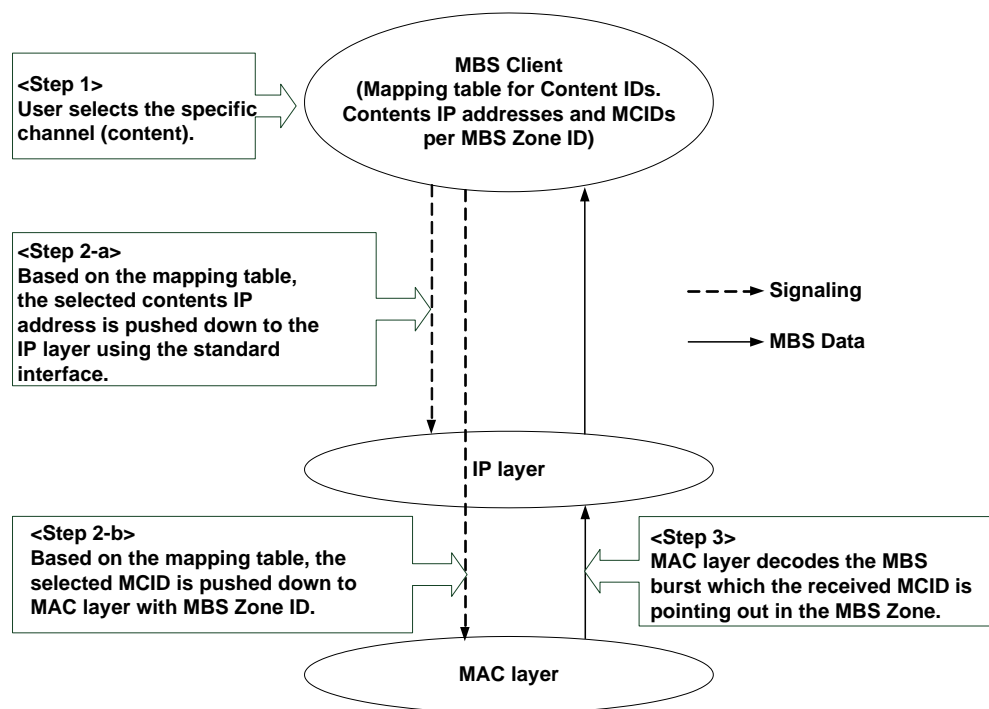 MBS Client
(Mapping table for Content IDs.
Contents IP addresses and MCIDs
per MBS Zone ID)
<Step 1>
User selects the specific
channel (content).
<Step 2-a>
Based on the mapping table,
the selected contents IP
address is pushed down to the
IP layer using the standard
interface.
Signaling
MBS Data
IP layer
<Step 2-b>
Based on the mapping table, the
selected MCID is pushed down to
MAC layer with MBS Zone ID.
<Step 3>
MAC layer decodes the MBS
burst which the received MCID is
pointing out in the MBS Zone.
MAC layer